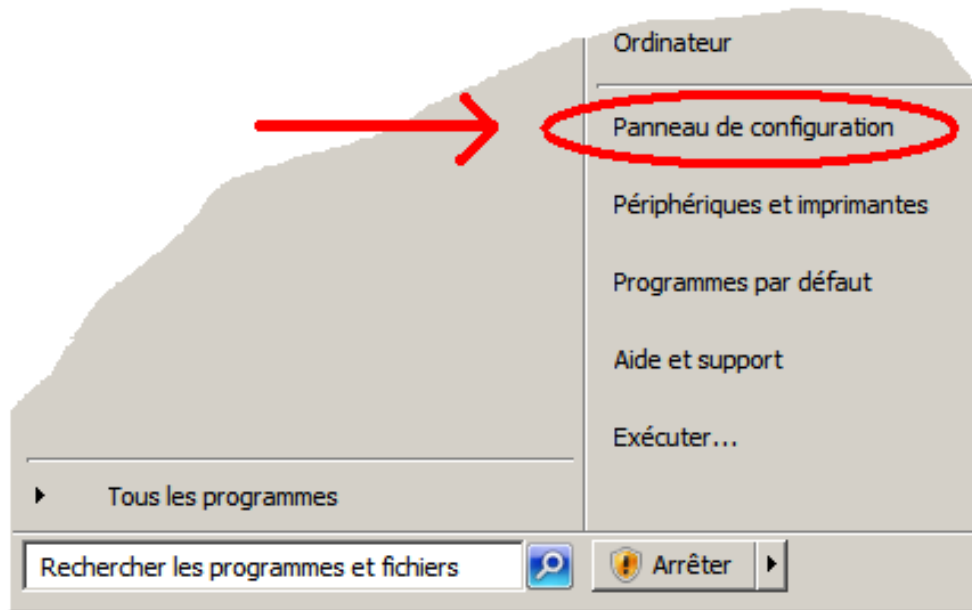 Ordinateur
Panneau de configuration
Périphériques et imprimantes
Programmes par défaut
Aide et support
Exécuter...
Tous les programmes
Rechercher les programmes et fichiers
Arrêter